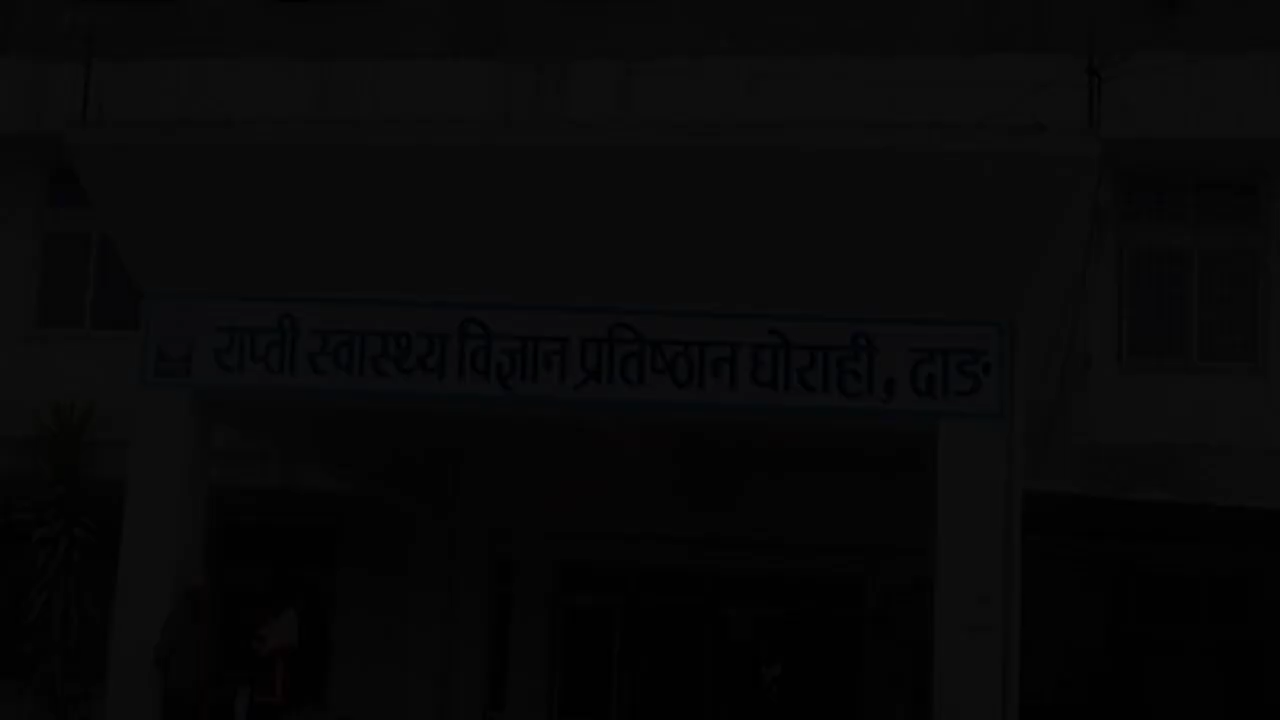 राप्ती स्वास्थ्य विज्ञान प्रतिष्ठान घोराही, दाङ